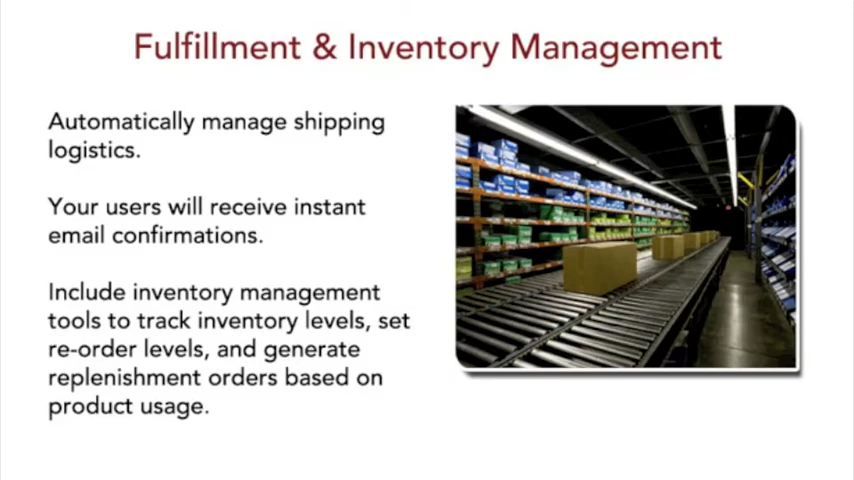 Fulfillment & Inventory Management
Automatically manage shipping
logistics.
Your users will receive instant
email confirmations.
Include inventory management
tools to track inventory levels, set
re-order levels, and generate
replenishment orders based on
product usage.